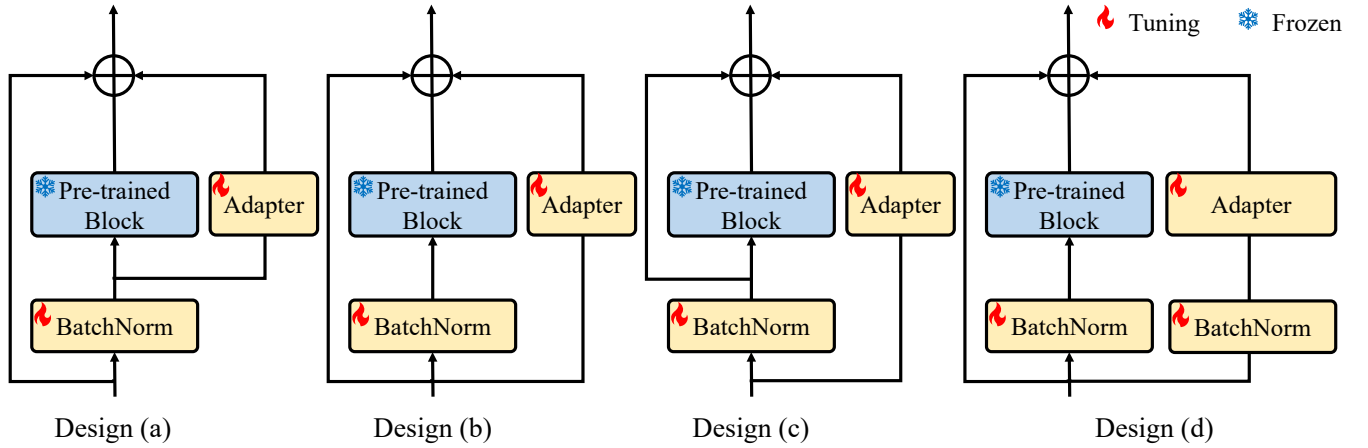 Tuning
Frozen
Pre-trained
Block
Adapter
BatchNorm
Design (a)
Pre-trained
Block
Adapter
BatchNorm
Design (b)
Pre-trained
Block
Adapter
BatchNorm
Design (c)
Pre-trained
Block
Adapter
BatchNorm
BatchNorm
Design (d)